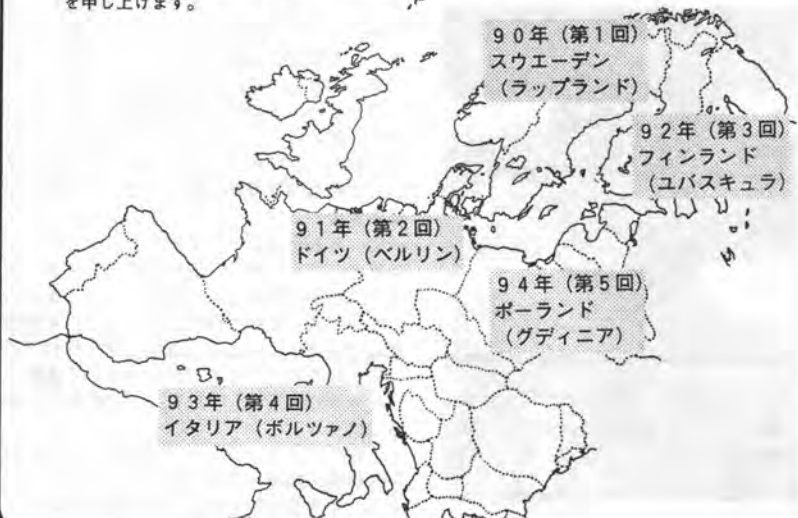 を申し上げます。
90年（第1回）
スウエーデン
（ラップランド）
92年（第3回）
フィンランド
（ユバスキュラ）
91年（第2回）
ドイツ（ベルリン）
94年（第5回）
ポーランド
（グディニア）
93年（第4回）
イタリア（ボルツァノ）